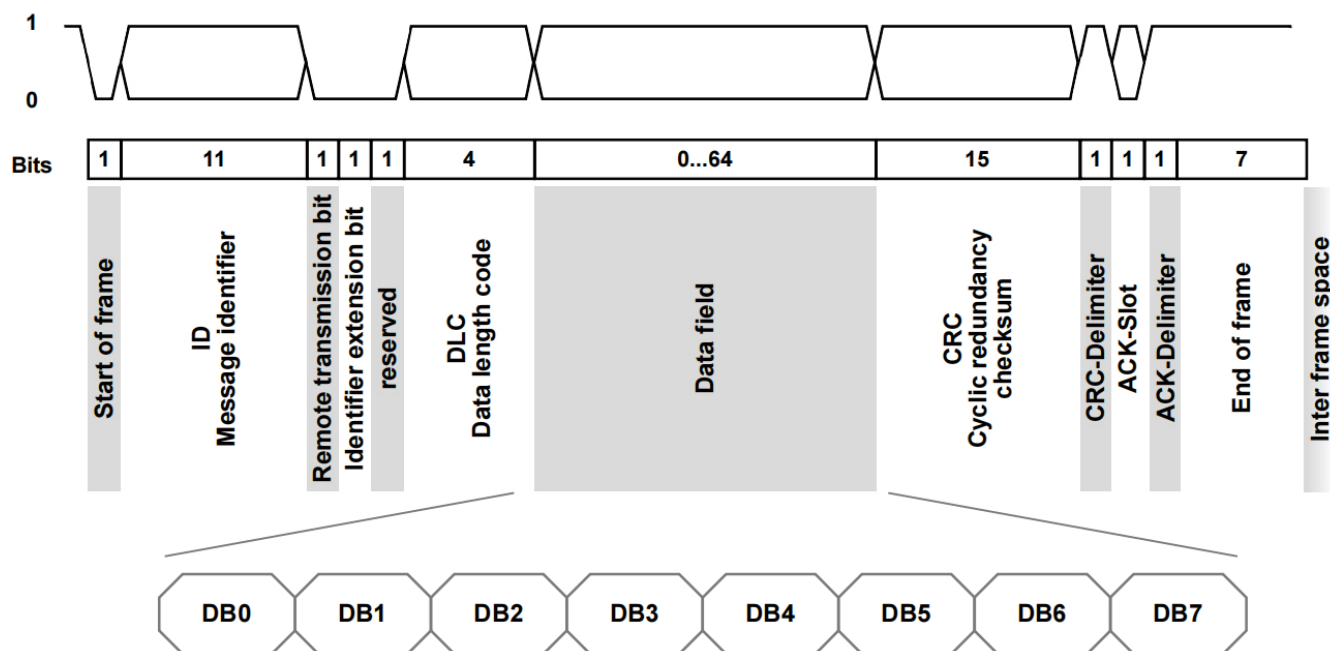 1
0
Bits
1 11 1 1 1 4 0...64 15 1 1 1 7
Start of frame
ID
Message identifier
Remote transmission bit
Identifier extension bit
reserved
DLC
Data length code
Data field
CRC
Cyclic redundancy
checksum
CRC-Delimiter
ACK-Slot
ACK-Delimiter
End of frame
Inter frame space
DB0 DB1 DB2 DB3 DB4 DB5 DB6 DB7